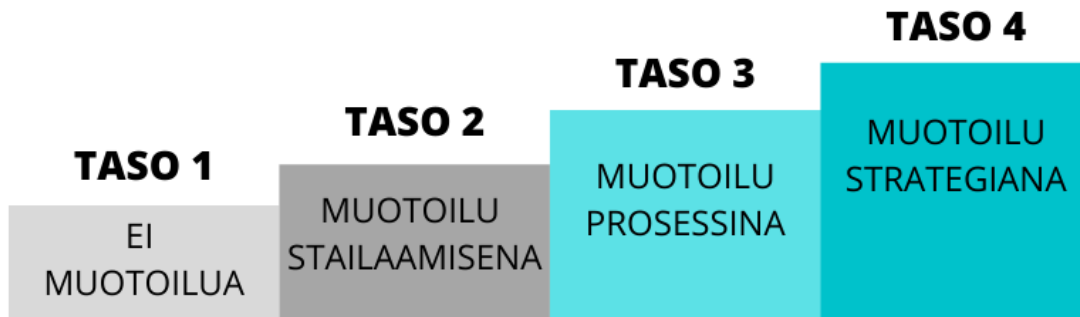 TASO 1
EI
MUOTOILUA
TASO 2
MUOTOILU
STAILAAMISENA
TASO 3
MUOTOILU
PROSESSINA
TASO 4
MUOTOILU
STRATEGIANA